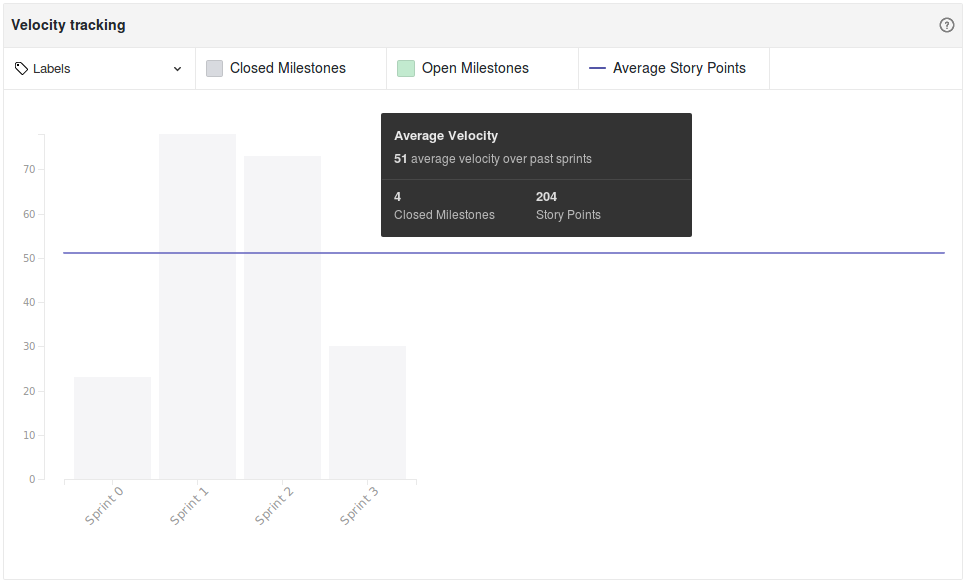 Velocity tracking
Labels
Closed Milestones
Open Milestones
Average Story Points
Average Velocity
51 average velocity over past sprints
4
204
Closed Milestones
Story Points
70
60
50
40
30
20
10
0
Sprint 0
Sprint 1
Sprint 2
Sprint 3